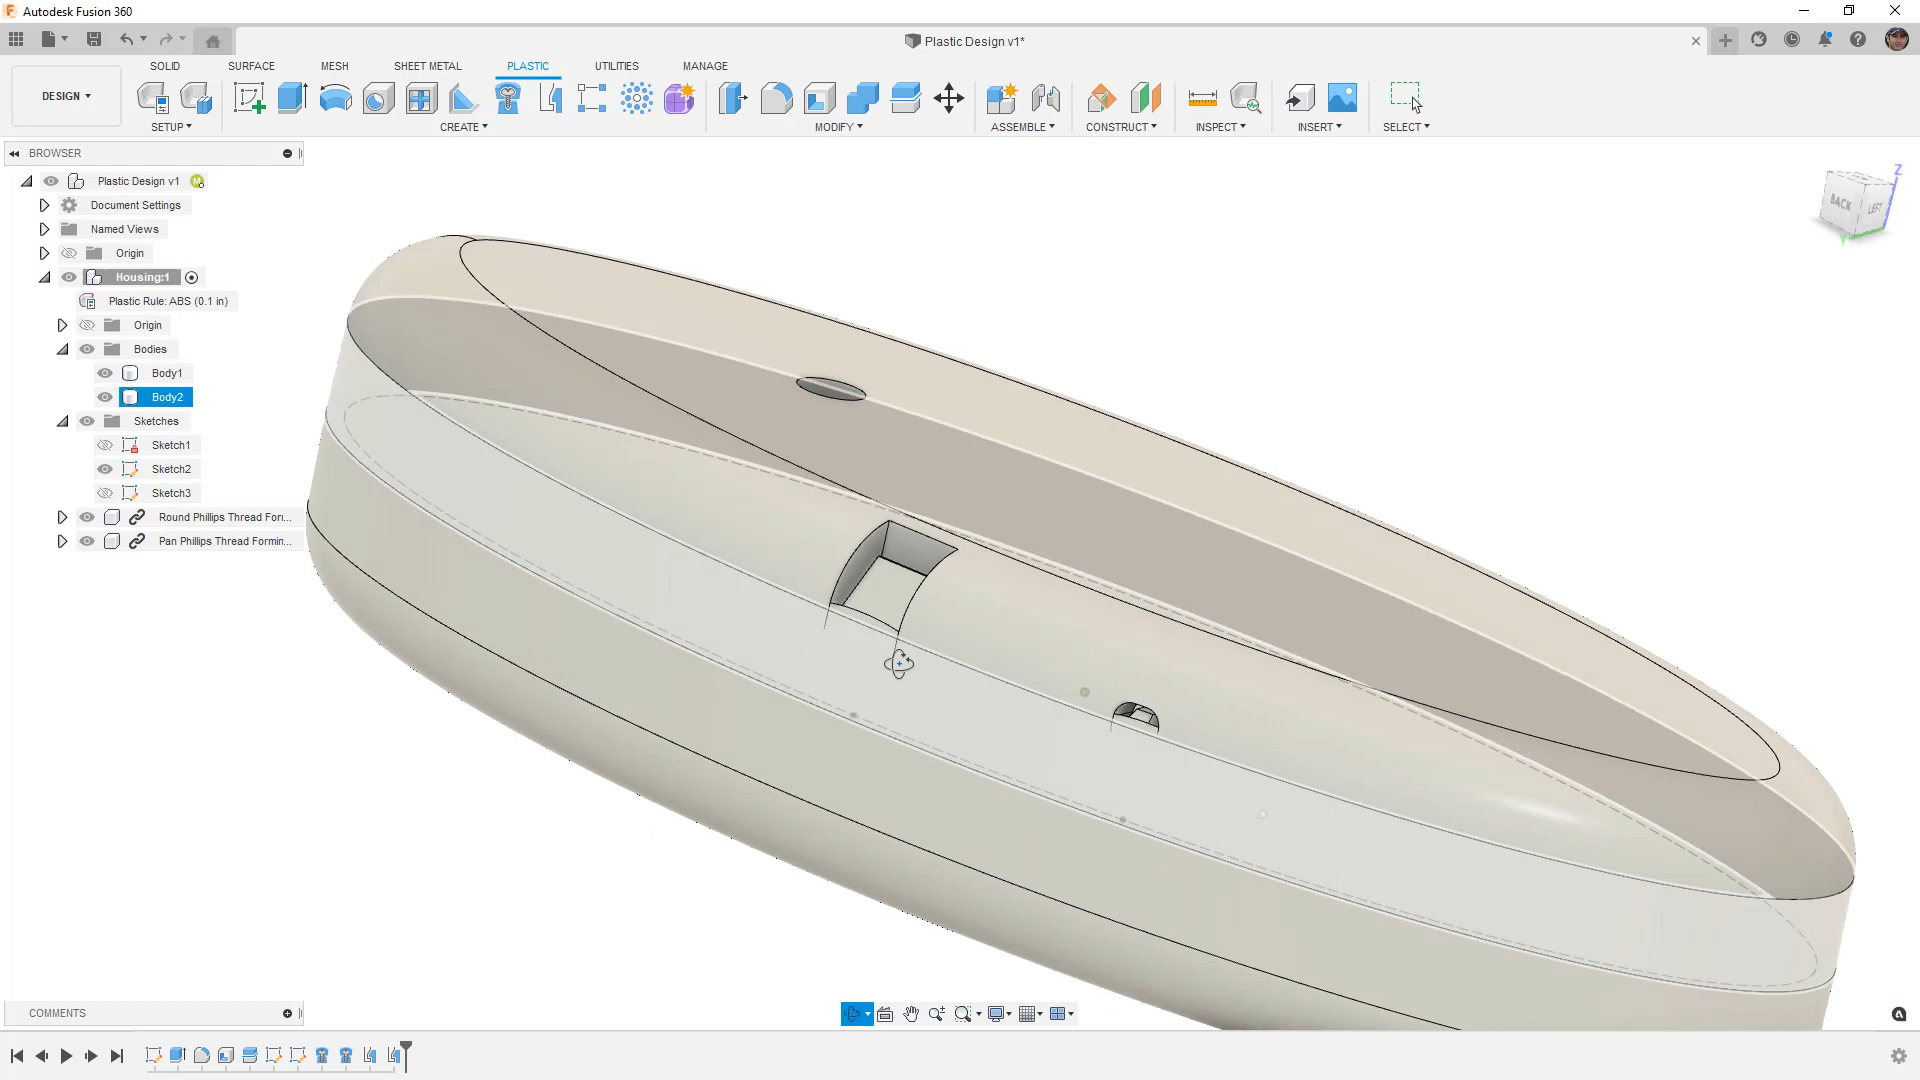 Autodesk Fusion 360
Plastic Design v1*
SOLID SURFACE MESH SHEET METAL PLASTIC UTILITIES MANAGE
DESIGN
SETUP CREATE MODIFY ASSEMBLE CONSTRUCT INSPECT INSERT SELECT
BROWSER
Plastic Design v1
M
Document Settings
Named Views
Origin
Housing:1
Plastic Rule: ABS (0.1 in)
Origin
Bodies
Body1
Body2
Sketches
Sketch1
Sketch2
Sketch3
Round Phillips Thread For...
Pan Phillips Thread Formin...
Z
BACK LEFT
Y
COMMENTS